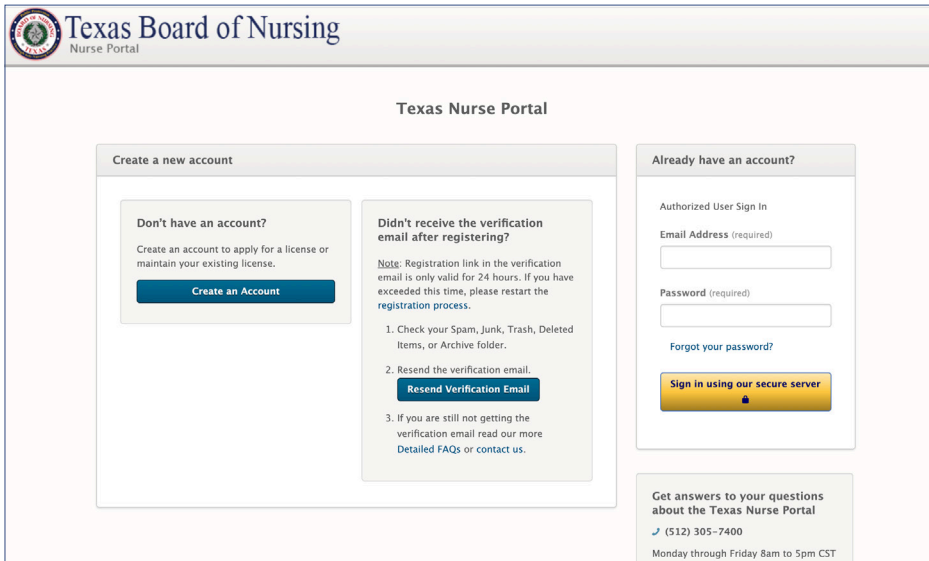 Texas Board of Nursing
Nurse Portal
Texas Nurse Portal
Create a new account
Don't have an account?
Create an account to apply for a license or
maintain your existing license.
Create an Account
Didn't receive the verification
email after registering?
Note: Registration link in the verification
email is only valid for 24 hours. If you have
exceeded this time, please restart the
registration process.
1. Check your Spam, Junk, Trash, Deleted
Items, or Archive folder.
2. Resend the verification email.
Resend Verification Email
3. If you are still not getting the
verification email read our more
Detailed FAQs or contact us.
Already have an account?
Authorized User Sign In
Email Address (required)
Password (required)
Forgot your password?
Sign in using our secure server
Get answers to your questions
about the Texas Nurse Portal
(512) 305-7400
Monday through Friday 8am to 5pm CST